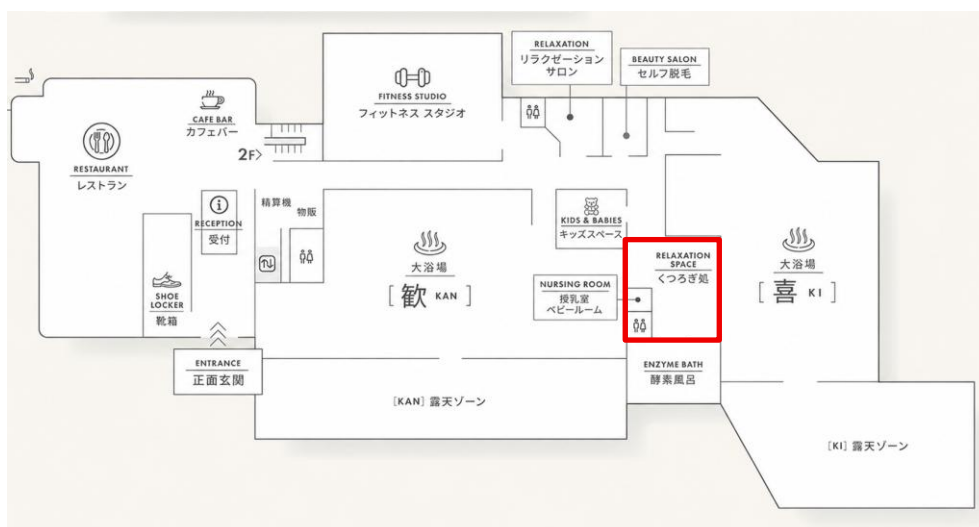 RELAXATION
リラクゼーション
サロン
BEAUTY SALON
セルフ脱毛
FITNESS STUDIO
フィットネス スタジオ
CAFE BAR
カフェバー
2F>
RESTAURANT
レストラン
RECEPTION
受付
精算機
物販
KIDS & BABIES
キッズスペース
SHOE
LOCKER
靴箱
大浴場
[歓 KAN]
NURSING ROOM
授乳室
ベビールーム
RELAXATION
SPACE
くつろぎ処
大浴場
[喜 KI]
ENTRANCE
正面玄関
ENZYME BATH
酵素風呂
[KAN] 露天ゾーン
[KI] 露天ゾーン